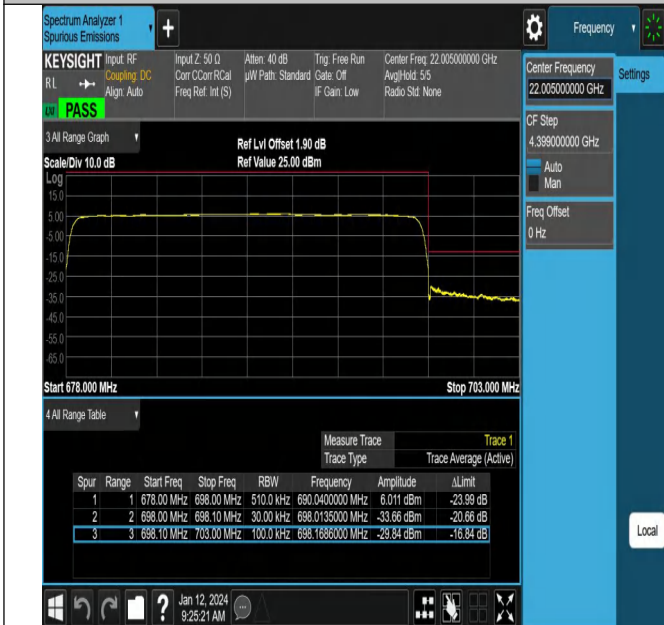 Spectrum Analyzer 1
Spurious Emissions
Frequency
KEYSIGHT
Input: RF
Coupling: DC
Align: Auto
Input Z: 50 Ω
Corr CCorr RCal
Freq Ref: Int (S)
Atten: 40 dB
µW Path: Standard
Trig: Free Run
Gate: Off
IF Gain: Low
Center Freq: 22.005000000 GHz
Avg|Hold: 5/5
Radio Std: None
RL
PASS
Center Frequency
22.005000000 GHz
Settings
CF Step
4.399000000 GHz
Auto
Man
Freq Offset
0 Hz
3 All Range Graph
Scale/Div 10.0 dB
Ref Lvl Offset 1.90 dB
Ref Value 25.00 dBm
Log
15.0
5.00
-5.00
-15.0
-25.0
-35.0
-45.0
-55.0
-65.0
Start 678.000 MHz
Stop 703.000 MHz
4 All Range Table
Measure Trace Trace 1
Trace Type Trace Average (Active)
Spur Range Start Freq Stop Freq RBW Frequency Amplitude ΔLimit
1 1 678.00 MHz 698.00 MHz 510.0 kHz 690.0400000 MHz 6.011 dBm -23.99 dB
2 2 698.00 MHz 698.10 MHz 30.00 kHz 698.0135000 MHz -33.66 dBm -20.66 dB
3 3 698.10 MHz 703.00 MHz 100.0 kHz 698.1686000 MHz -29.84 dBm -16.84 dB
Local
Jan 12, 2024
9:25:21 AM